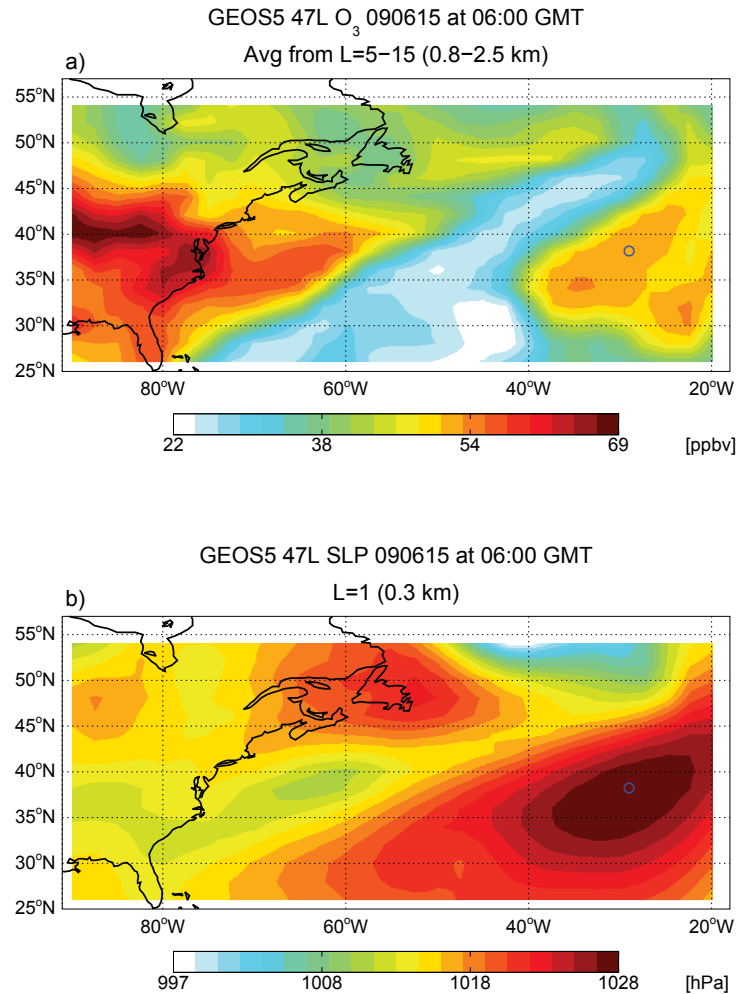 GEOS5 47L O₃ 090615 at 06:00 GMT
a)
Avg from L=5−15 (0.8−2.5 km)
55°N
50°N
45°N
40°N
35°N
30°N
25°N
80°W 60°W 40°W 20°W
22 38 54 69 [ppbv]
GEOS5 47L SLP 090615 at 06:00 GMT
b)
L=1 (0.3 km)
55°N
50°N
45°N
40°N
35°N
30°N
25°N
80°W 60°W 40°W 20°W
997 1008 1018 1028 [hPa]